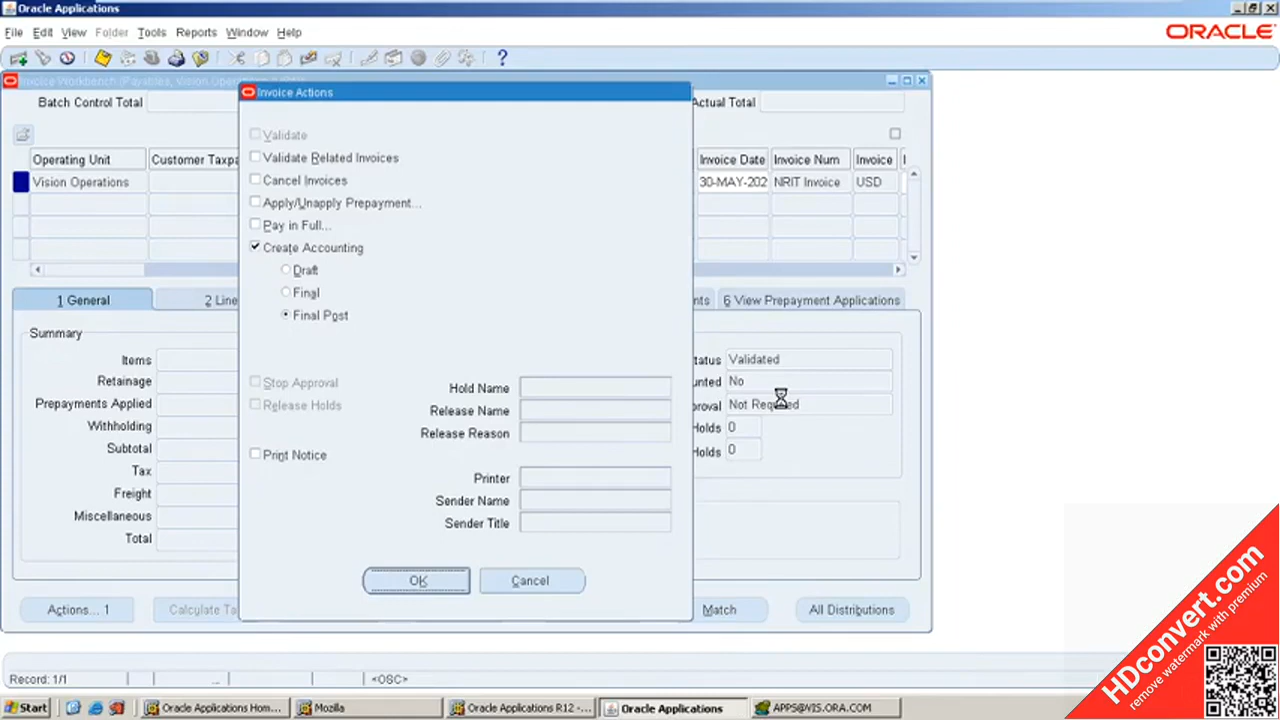 Oracle Applications
File Edit View Folder Tools Reports Window Help
ORACLE
Invoice Actions
Batch Control Total
Actual Total
Validate
Validate Related Invoices
Cancel Invoices
Apply/Unapply Prepayment...
Pay in Full...
Create Accounting
Draft
Final
Final Post
Operating Unit Customer Taxpa Invoice Date Invoice Num Invoice
Vision Operations 30-MAY-202 NRIT Invoice USD
1 General 2 Line nts 6 View Prepayment Applications
Summary
Items
Retainage
Prepayments Applied
Withholding
Subtotal
Tax
Freight
Miscellaneous
Total
Stop Approval
Release Holds
Print Notice
Hold Name
Release Name
Release Reason
Printer
Sender Name
Sender Title
OK Cancel
tatus Validated
nted No
roval Not Required
Holds 0
Holds 0
Actions... 1 Calculate Ta Match All Distributions
Record: 1/1 ... <OSC>
Start Oracle Applications Hom... Mozilla Oracle Applications R12 -... Oracle Applications APPS@VIS.ORA.COM
HDconvert.com
remove watermark with premium